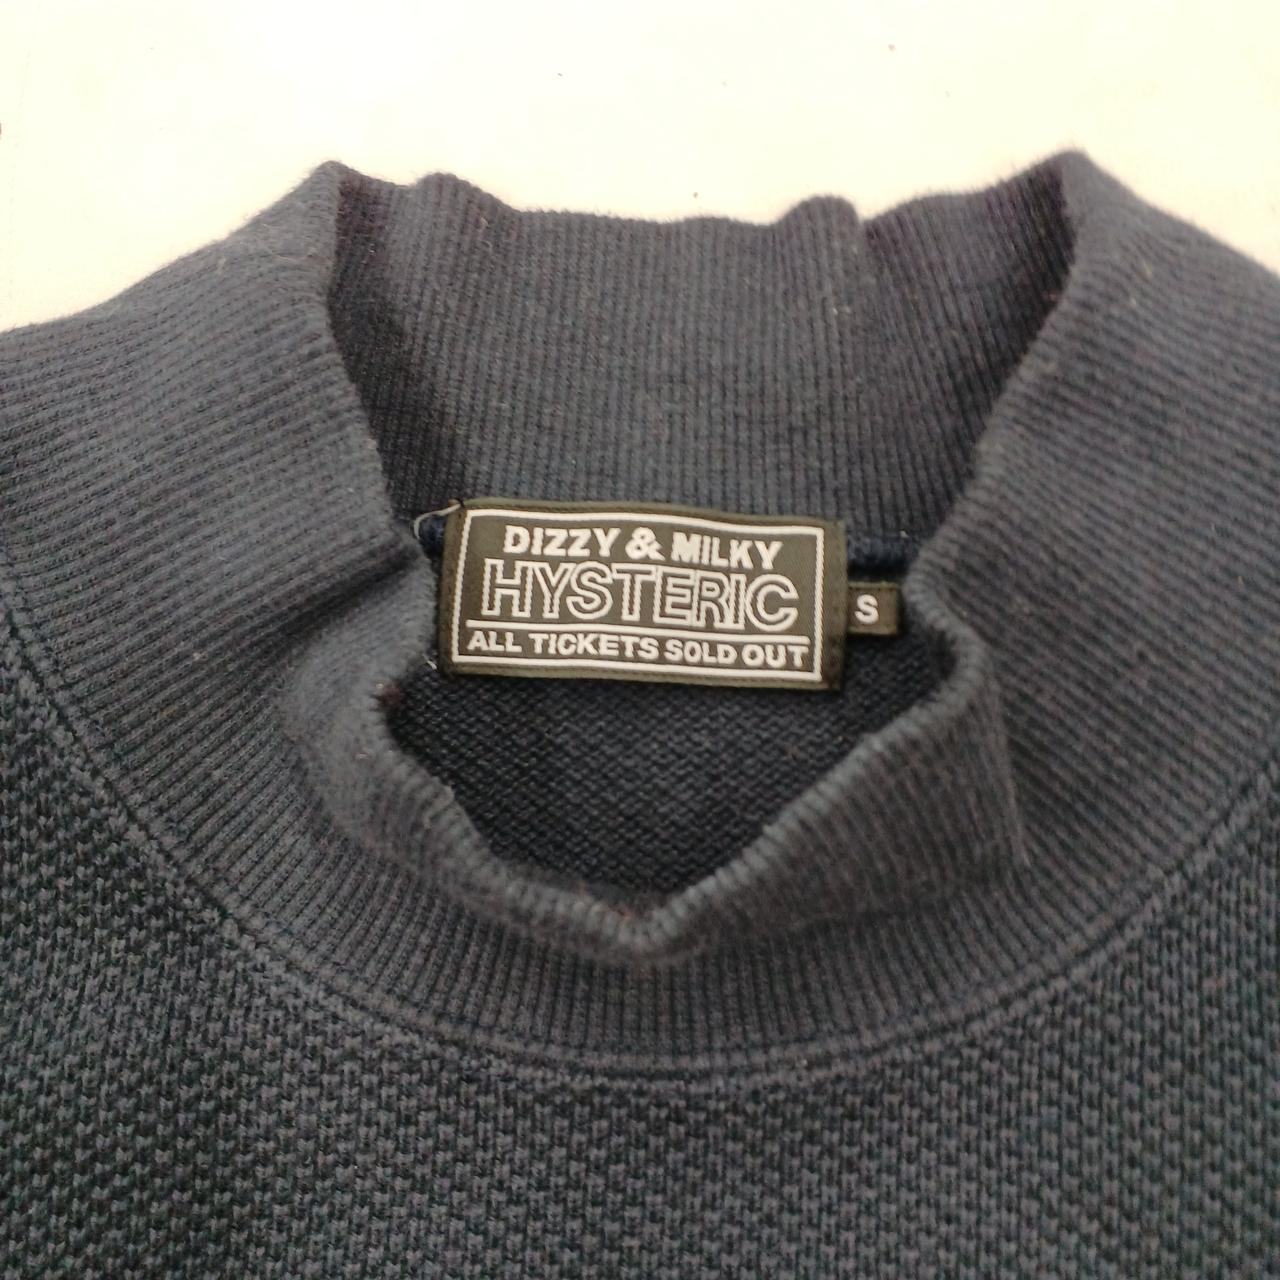 DIZZY & MILKY
HYSTERIC
ALL TICKETS SOLD OUT
S